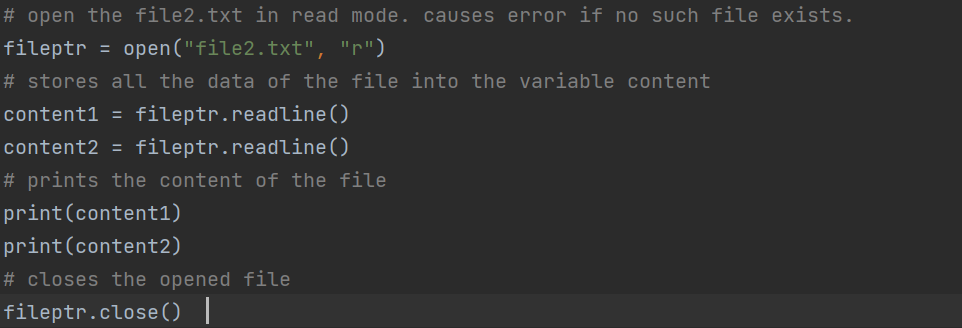 # open the file2.txt in read mode. causes error if no such file exists.
fileptr = open("file2.txt", "r")
# stores all the data of the file into the variable content
content1 = fileptr.readline()
content2 = fileptr.readline()
# prints the content of the file
print(content1)
print(content2)
# closes the opened file
fileptr.close()